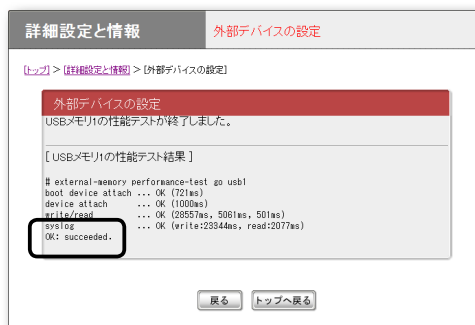 詳細設定と情報
外部デバイスの設定
[トップ] > [詳細設定と情報] > [外部デバイスの設定]
外部デバイスの設定
USBメモリ1の性能テストが終了しました。
[ USBメモリ1の性能テスト結果 ]
# external-memory performance-test go usb1
boot device attach ... OK (721ms)
device attach ... OK (1000ms)
write/read ... OK (28557ms, 5061ms, 501ms)
syslog ... OK (write:23344ms, read:2077ms)
OK: succeeded.
戻る トップへ戻る